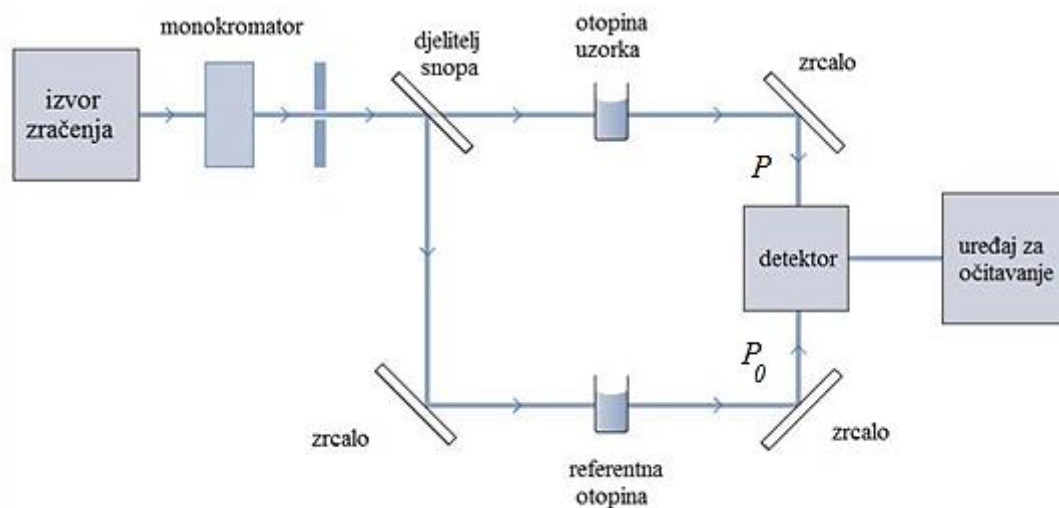 monokromator
izvor
zračenja
djelitelj
snopa
otopina
uzorka
zrcalo
P
detektor
uređaj za
očitavanje
P₀
zrcalo
referentna
otopina
zrcalo